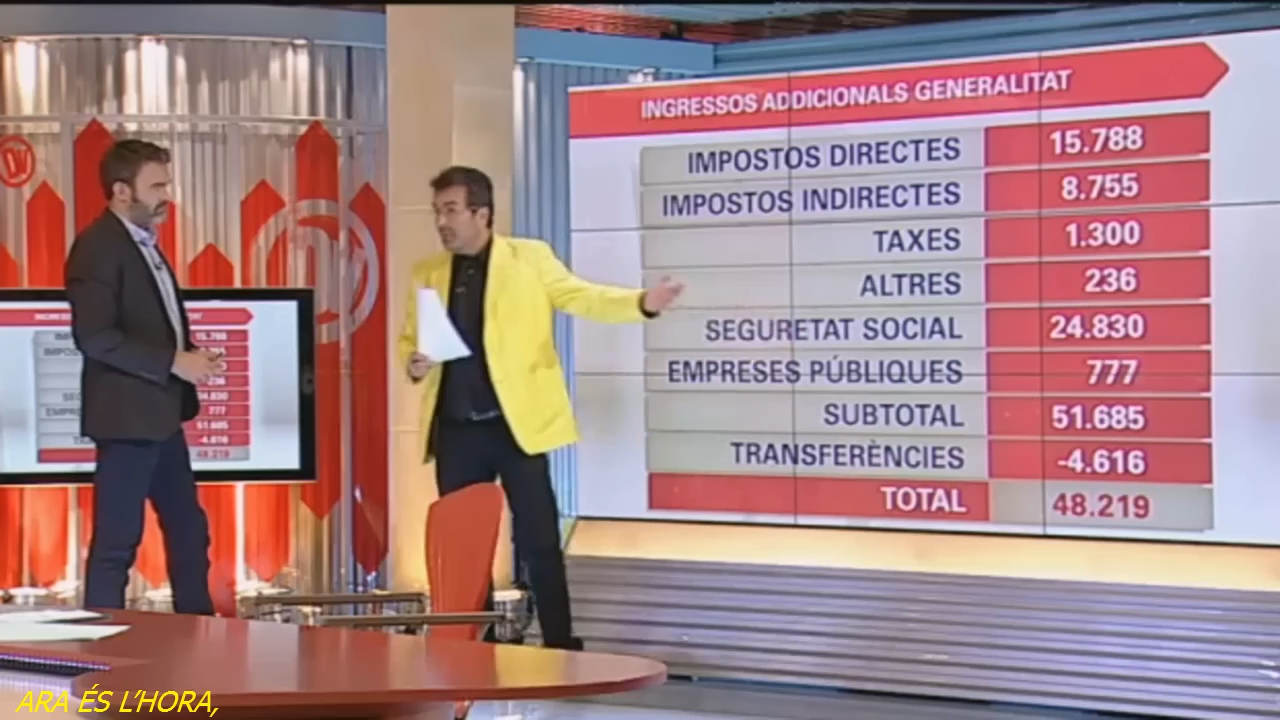 INGRESSOS ADDICIONALS GENERALITAT
IMPOSTOS DIRECTES 15.788
IMPOSTOS INDIRECTES 8.755
TAXES 1.300
ALTRES 236
SEGURETAT SOCIAL 24.830
EMPRESES PÚBLIQUES 777
SUBTOTAL 51.685
TRANSFERÈNCIES -4.616
TOTAL 48.219
ARA ÉS L'HORA,